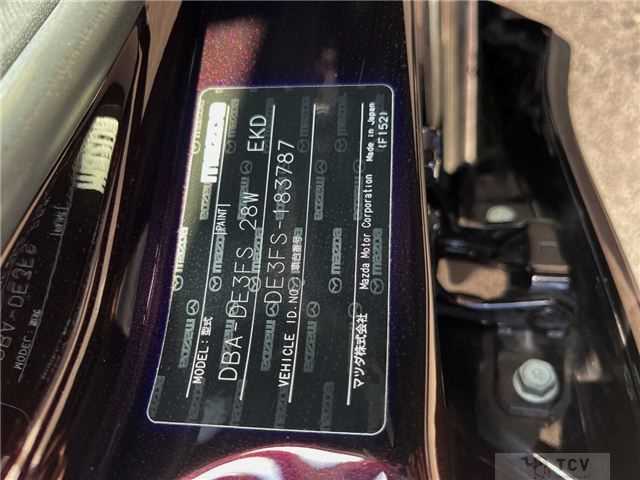 mazda
MODEL: 型式 PAINT
DBA-DE3FS 28W EKD
VEHICLE ID.NO. 車台番号
DE3FS-183787
マツダ株式会社 Mazda Motor Corporation Made in Japan
(F152)
TCV